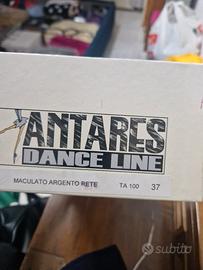 ANTARES
DANCE LINE
MACULATO ARGENTO RETE TA 100 37
subito